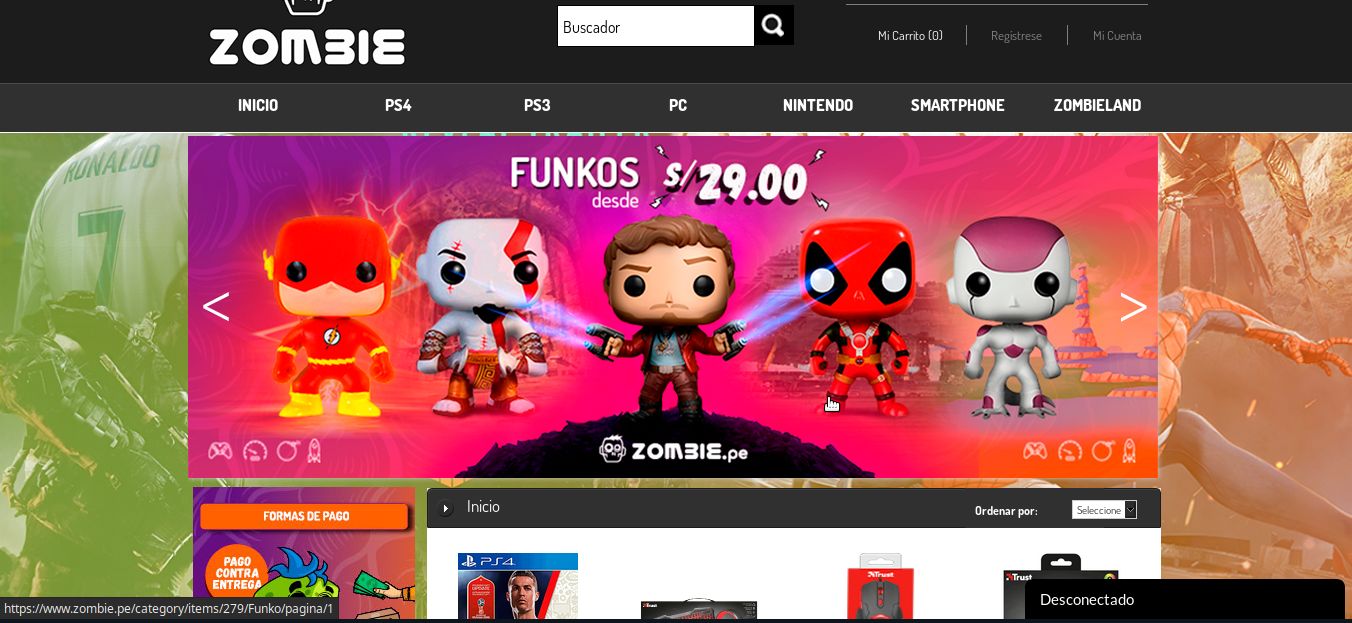 ZOMBIE
Buscador
Mi Carrito (0)
Regístrese
Mi Cuenta
INICIO
PS4
PS3
PC
NINTENDO
SMARTPHONE
ZOMBIELAND
RONALDO
7
FUNKOS
desde
S/29.00
ZOMBIE.pe
FORMAS DE PAGO
PAGO
CONTRA
ENTREGA
Inicio
Ordenar por:
Seleccione
PS4
Trust
Trust
Trust
Desconectado
https://www.zombie.pe/category/items/279/Funko/pagina/1